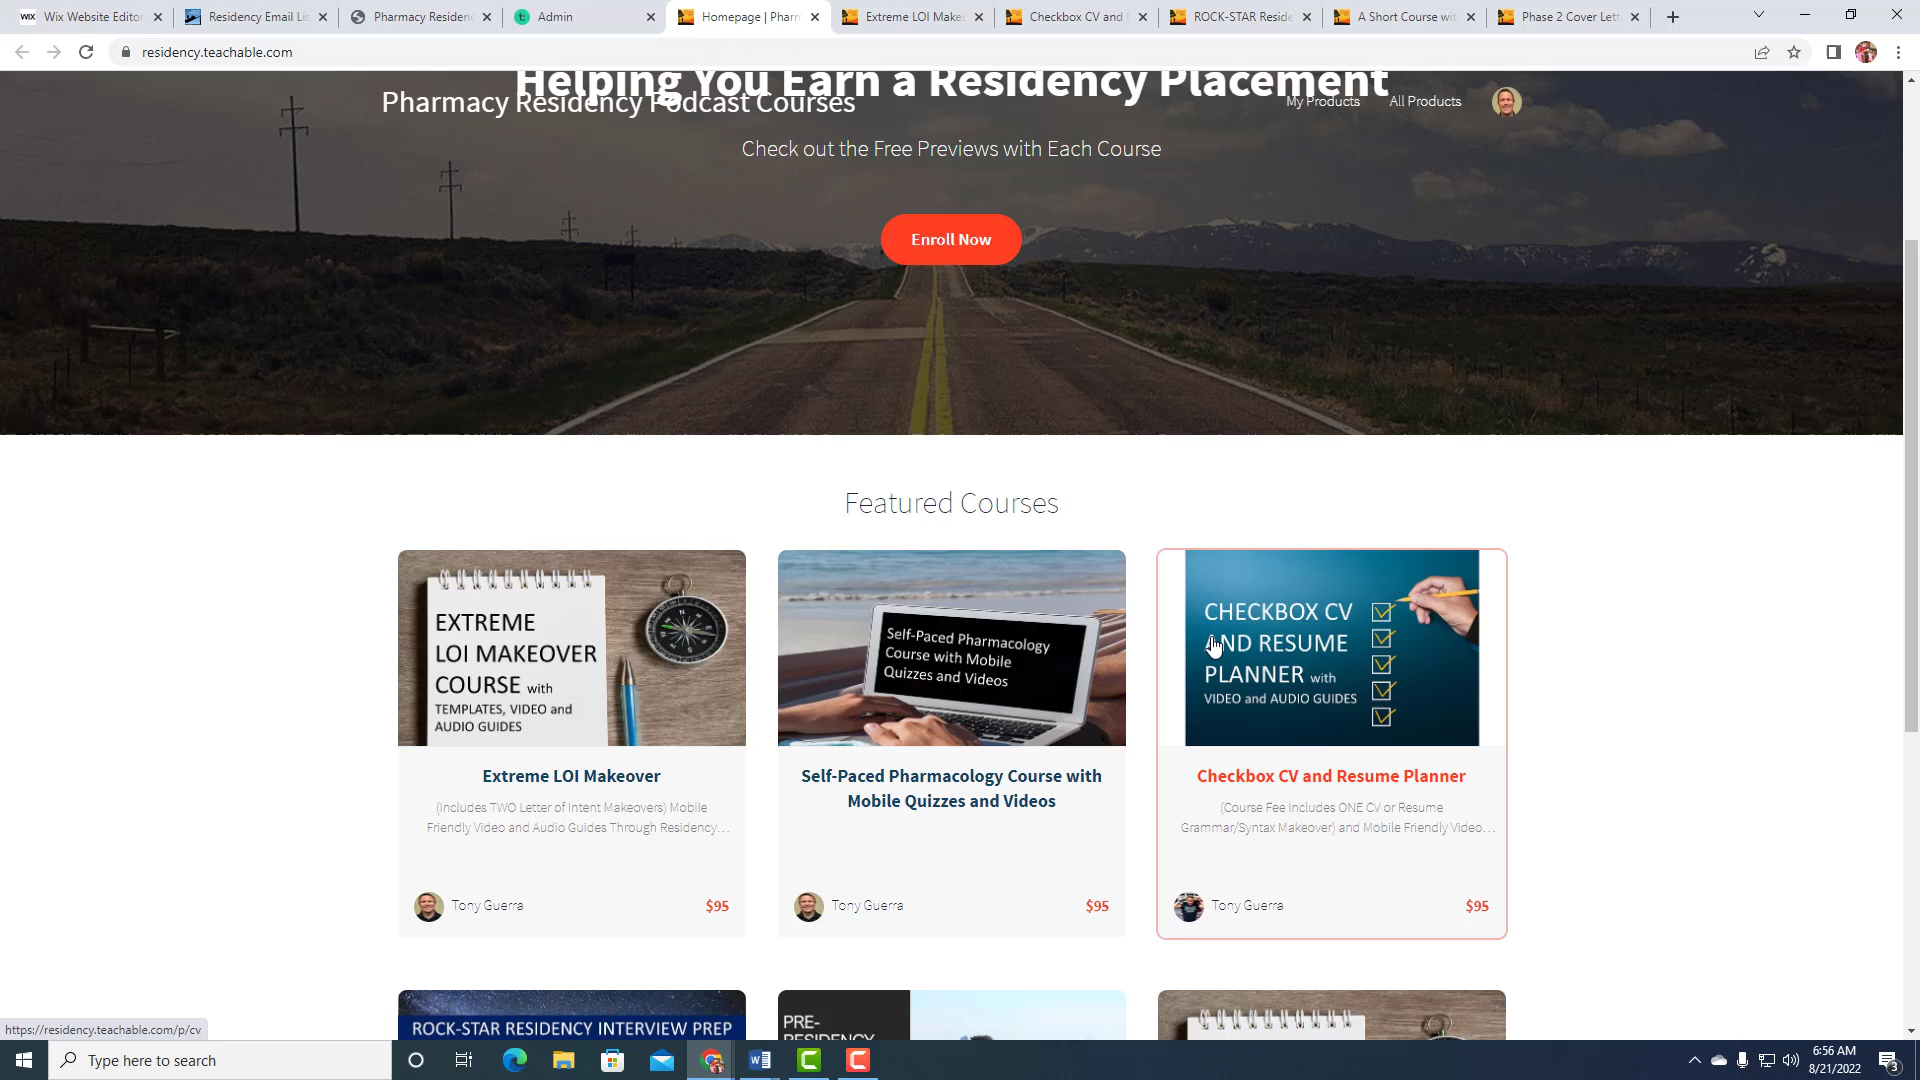 Wix Website Editor
Residency Email Lis
Pharmacy Residenc
Admin
Homepage | Pharm
Extreme LOI Make
Checkbox CV and
ROCK-STAR Reside
A Short Course wit
Phase 2 Cover Lett
residency.teachable.com
Helping You Earn a Residency Placement
Pharmacy Residency Podcast Courses
My Products
All Products
Check out the Free Previews with Each Course
Enroll Now
Featured Courses
EXTREME
LOI MAKEOVER
COURSE with
TEMPLATES, VIDEO and
AUDIO GUIDES
Self-Paced Pharmacology
Course with Mobile
Quizzes and Videos
CHECKBOX CV
AND RESUME
PLANNER with
VIDEO and AUDIO GUIDES
Extreme LOI Makeover
(Includes TWO Letter of Intent Makeovers) Mobile
Friendly Video and Audio Guides Through Residency...
Tony Guerra
$95
Self-Paced Pharmacology Course with
Mobile Quizzes and Videos
Tony Guerra
$95
Checkbox CV and Resume Planner
(Course Fee Includes ONE CV or Resume
Grammar/Syntax Makeover) and Mobile Friendly Video...
Tony Guerra
$95
ROCK-STAR RESIDENCY INTERVIEW PREP
PRE-
RESIDENCY
https://residency.teachable.com/p/cv
Type here to search
6:56 AM
8/21/2022
3